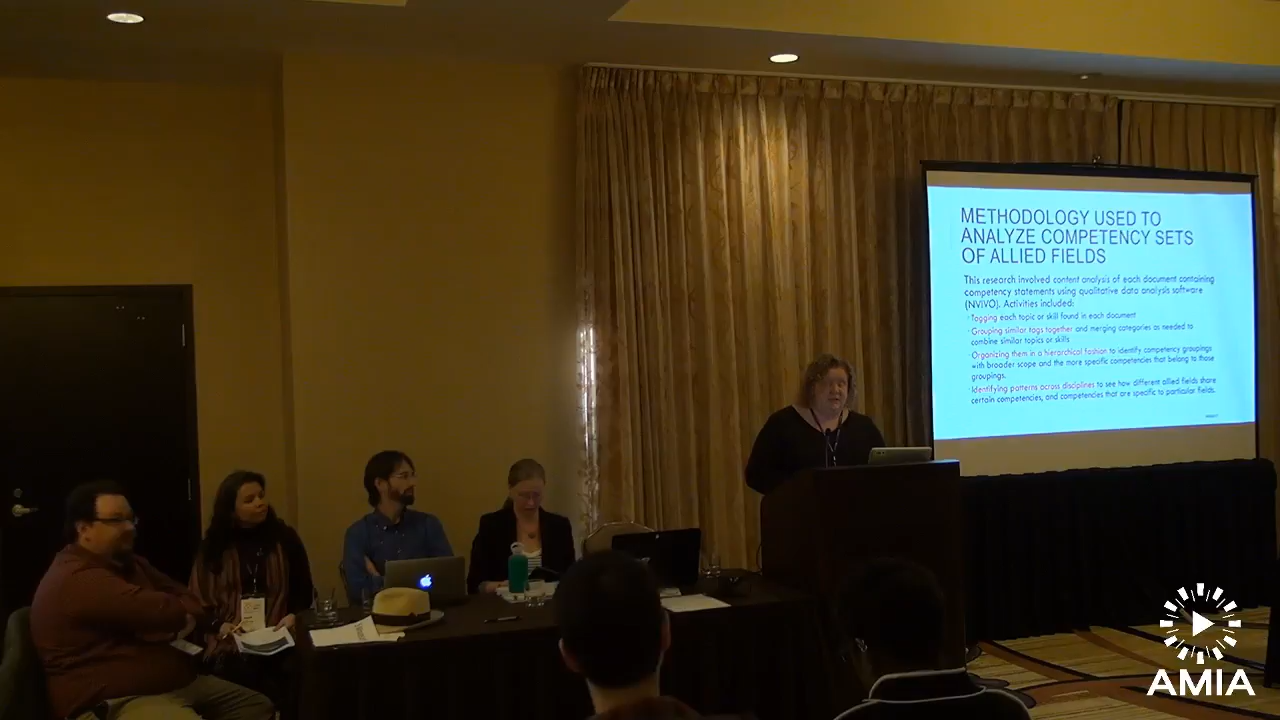 METHODOLOGY USED TO
ANALYZE COMPETENCY SETS
OF ALLIED FIELDS
This research involved content analysis of each document containing
competency statements using qualitative data analysis software
(NVIVO). Activities included:
Tagging each topic or skill found in each document
Grouping similar tags together and merging categories as needed to
combine similar topics or skills
Organizing them in a hierarchical fashion to identify competency groupings
with broader scope and the more specific competencies that belong to those
groupings.
Identifying patterns across disciplines to see how different allied fields share
certain competencies, and competencies that are specific to particular fields.
AMIA